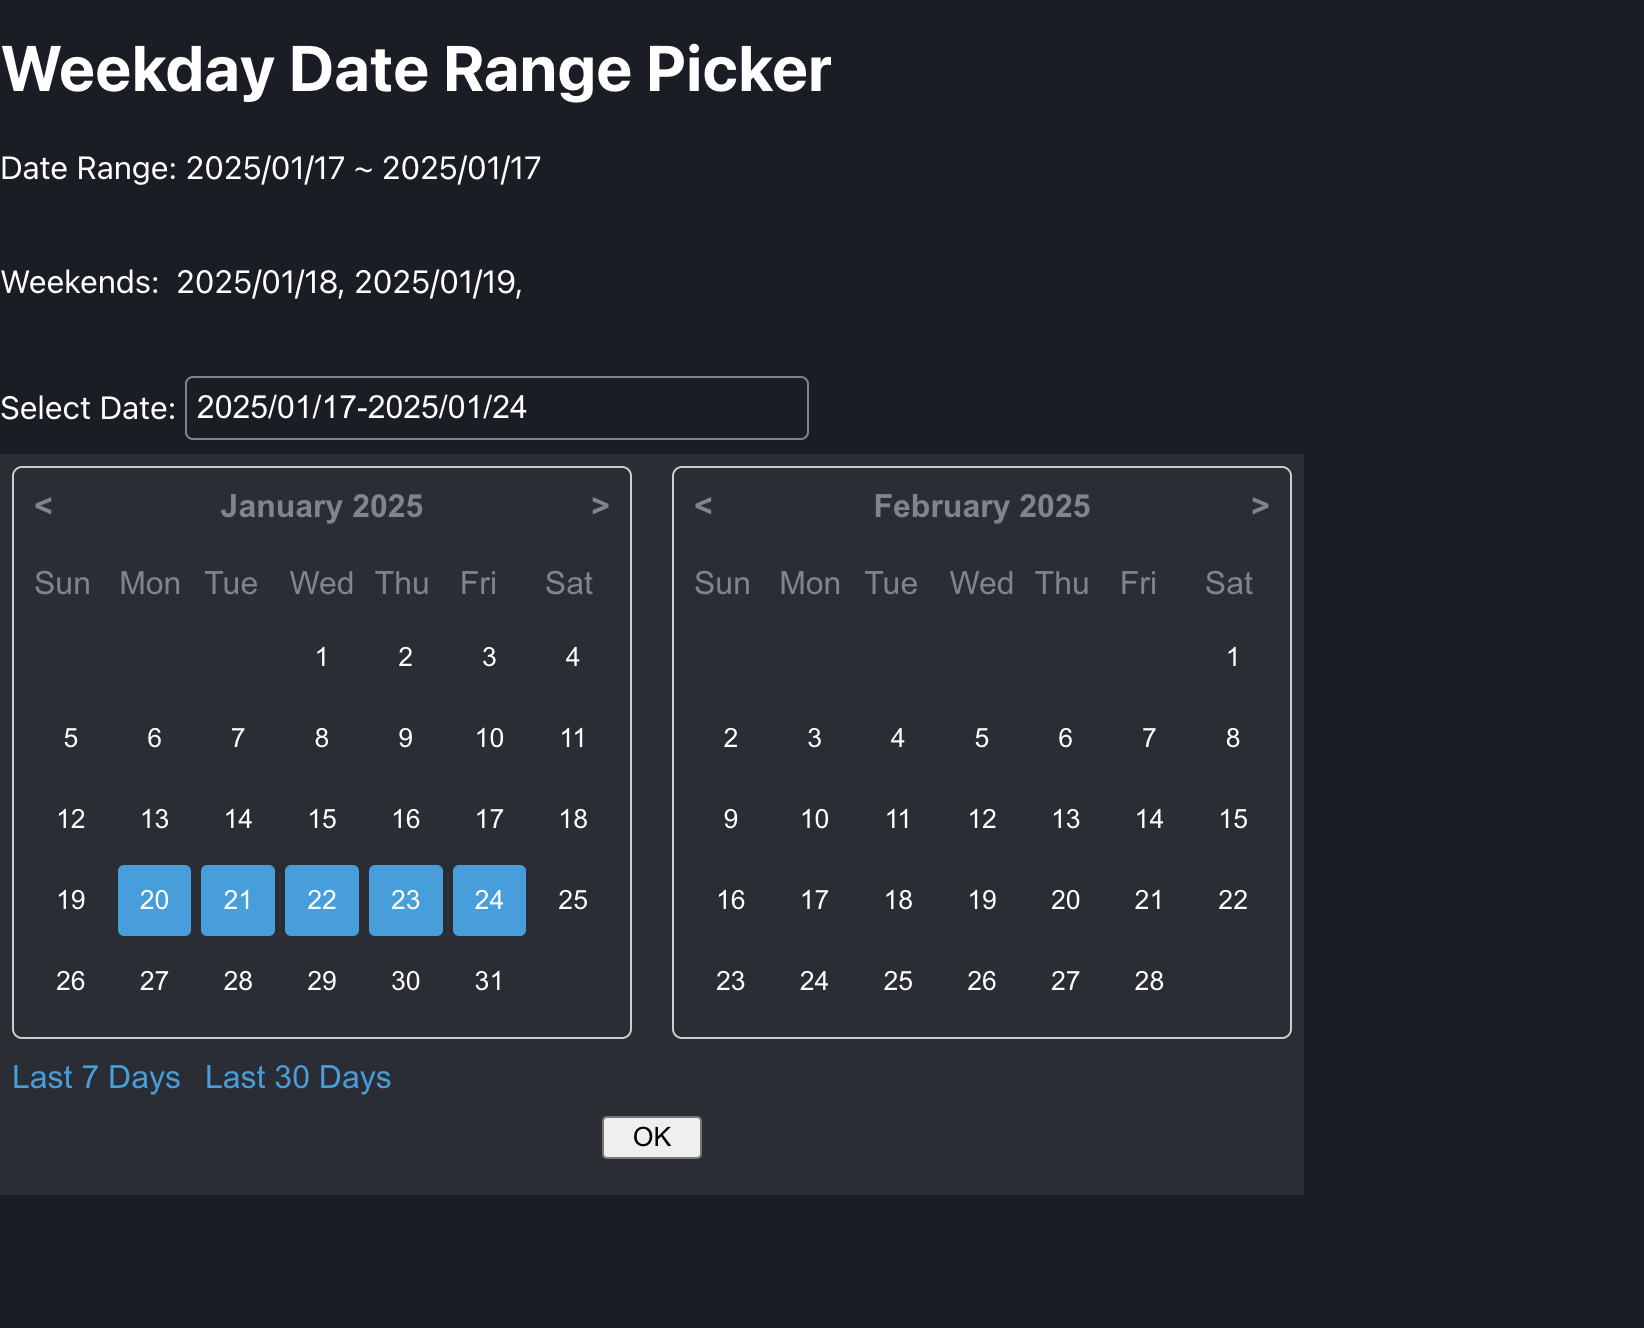 Weekday Date Range Picker
Date Range: 2025/01/17 ~ 2025/01/17
Weekends: 2025/01/18, 2025/01/19,
Select Date: 2025/01/17-2025/01/24
< January 2025 >
Sun Mon Tue Wed Thu Fri Sat
1 2 3 4
5 6 7 8 9 10 11
12 13 14 15 16 17 18
19 20 21 22 23 24 25
26 27 28 29 30 31
< February 2025 >
Sun Mon Tue Wed Thu Fri Sat
1
2 3 4 5 6 7 8
9 10 11 12 13 14 15
16 17 18 19 20 21 22
23 24 25 26 27 28
Last 7 Days Last 30 Days
OK